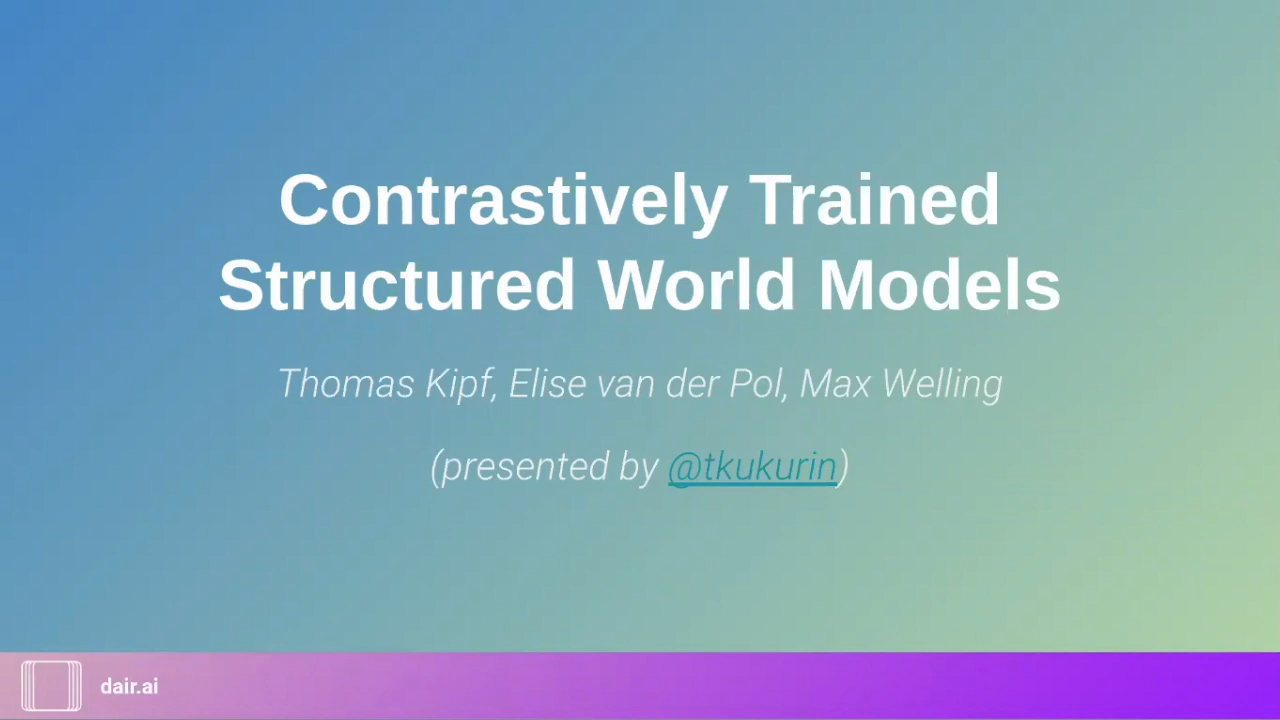 Contrastively Trained
Structured World Models
Thomas Kipf, Elise van der Pol, Max Welling
(presented by @tkukurin)
dair.ai